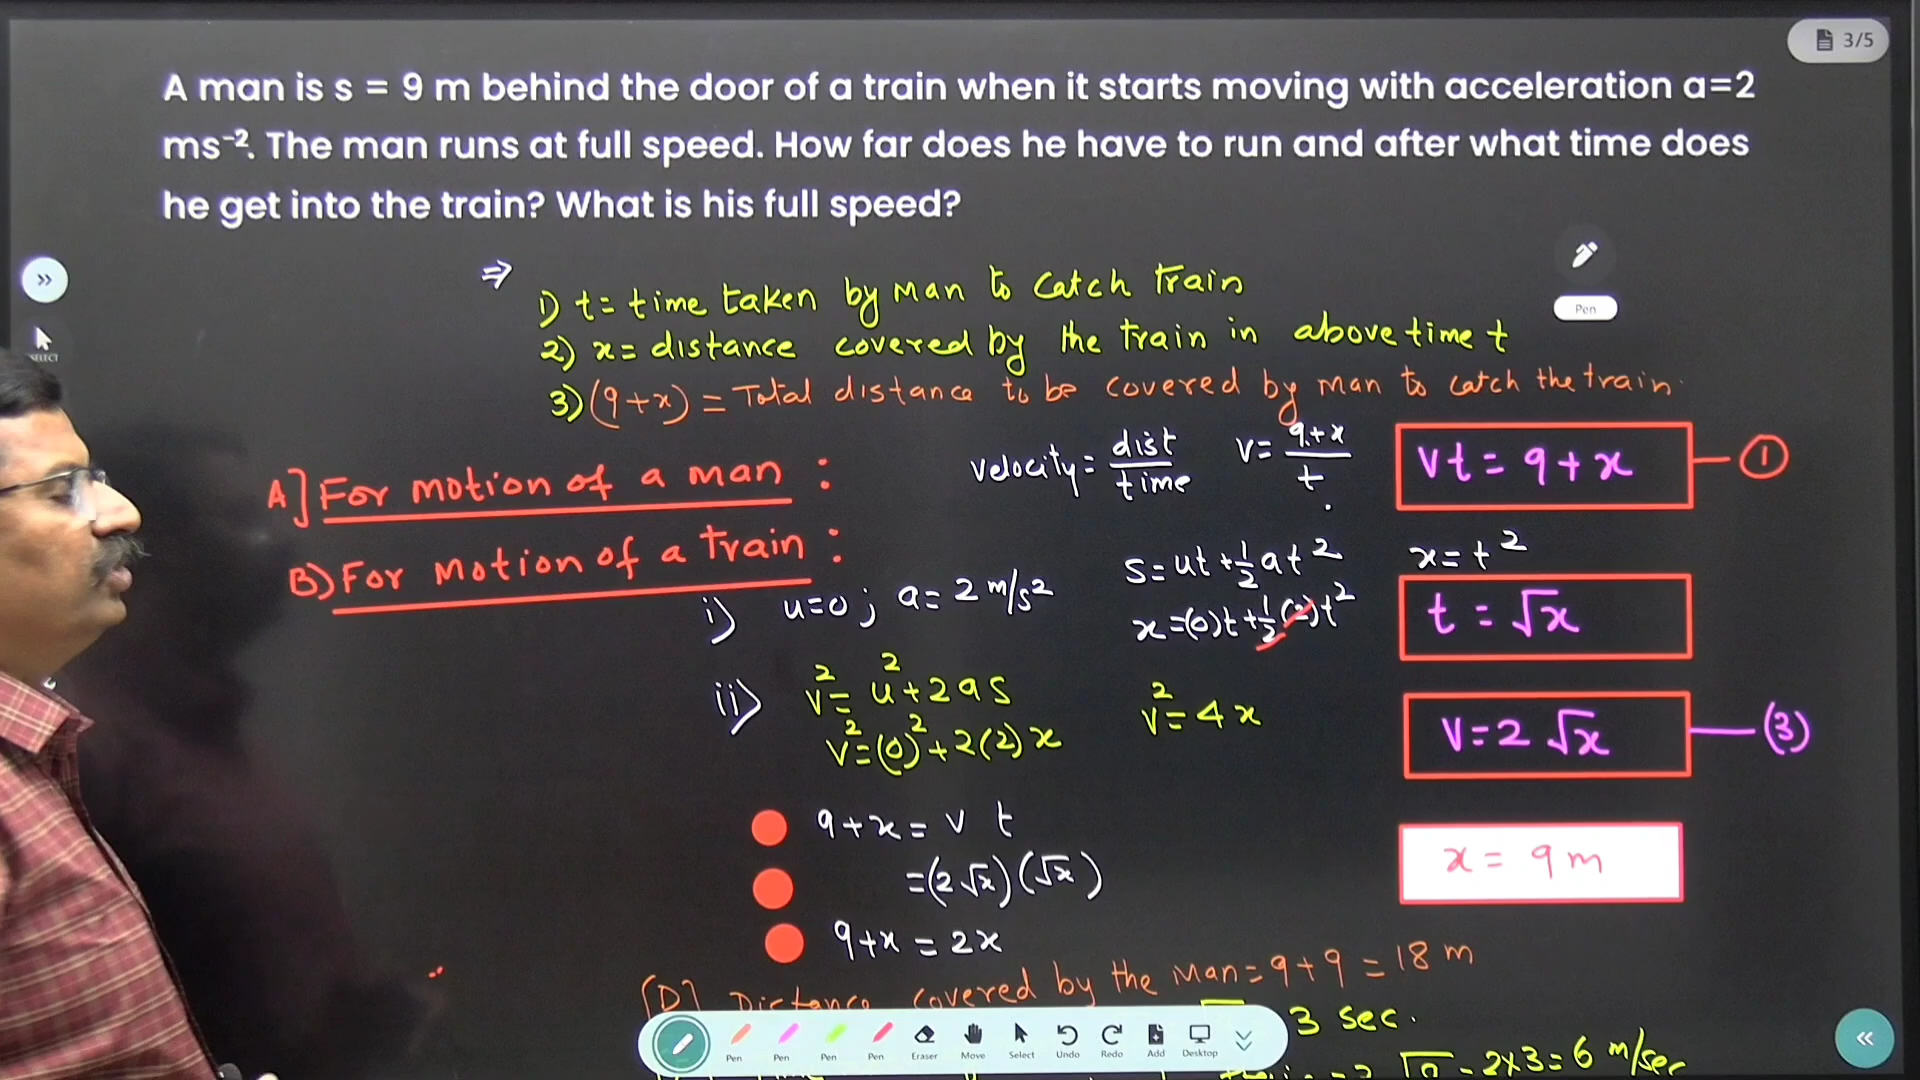 3/5
A man is s = 9 m behind the door of a train when it starts moving with acceleration a=2
ms⁻². The man runs at full speed. How far does he have to run and after what time does
he get into the train? What is his full speed?
⇒
1) t = time taken by Man to catch Train
2) x = distance covered by the train in above time t
3) (9+x) = Total distance to be covered by man to catch the train.
A] For motion of a man :
velocity = dist/time
v = 9+x/t
Vt = 9+x
①
B) For motion of a train :
i) u=0 ; a=2 m/s²
S=ut+½at²
x=t²
x=(0)t+½(2)t²
t = √x
ii) v²= u²+2as
v²=4x
v²=(0)²+2(2)x
V=2√x
(3)
9+x = v t
=(2√x)(√x)
x = 9m
9+x = 2x
[D] Distance covered by the Man = 9+9 = 18 m
3 sec.
2×3=6 m/sec
SELECT
Pen
Pen
Pen
Pen
Pen
Eraser
Move
Select
Undo
Redo
Add
Desktop